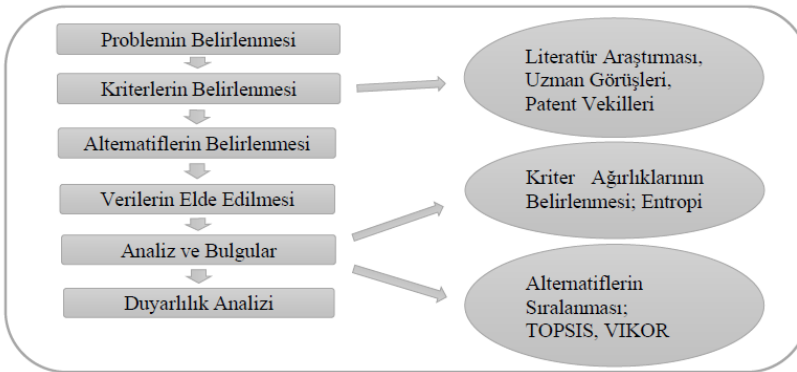 Problemin Belirlenmesi
Kriterlerin Belirlenmesi
Alternatiflerin Belirlenmesi
Verilerin Elde Edilmesi
Analiz ve Bulgular
Duyarlılık Analizi
Literatür Araştırması,
Uzman Görüşleri,
Patent Vekilleri
Kriter Ağırlıklarının
Belirlenmesi; Entropi
Alternatiflerin
Sıralanması;
TOPSIS, VIKOR